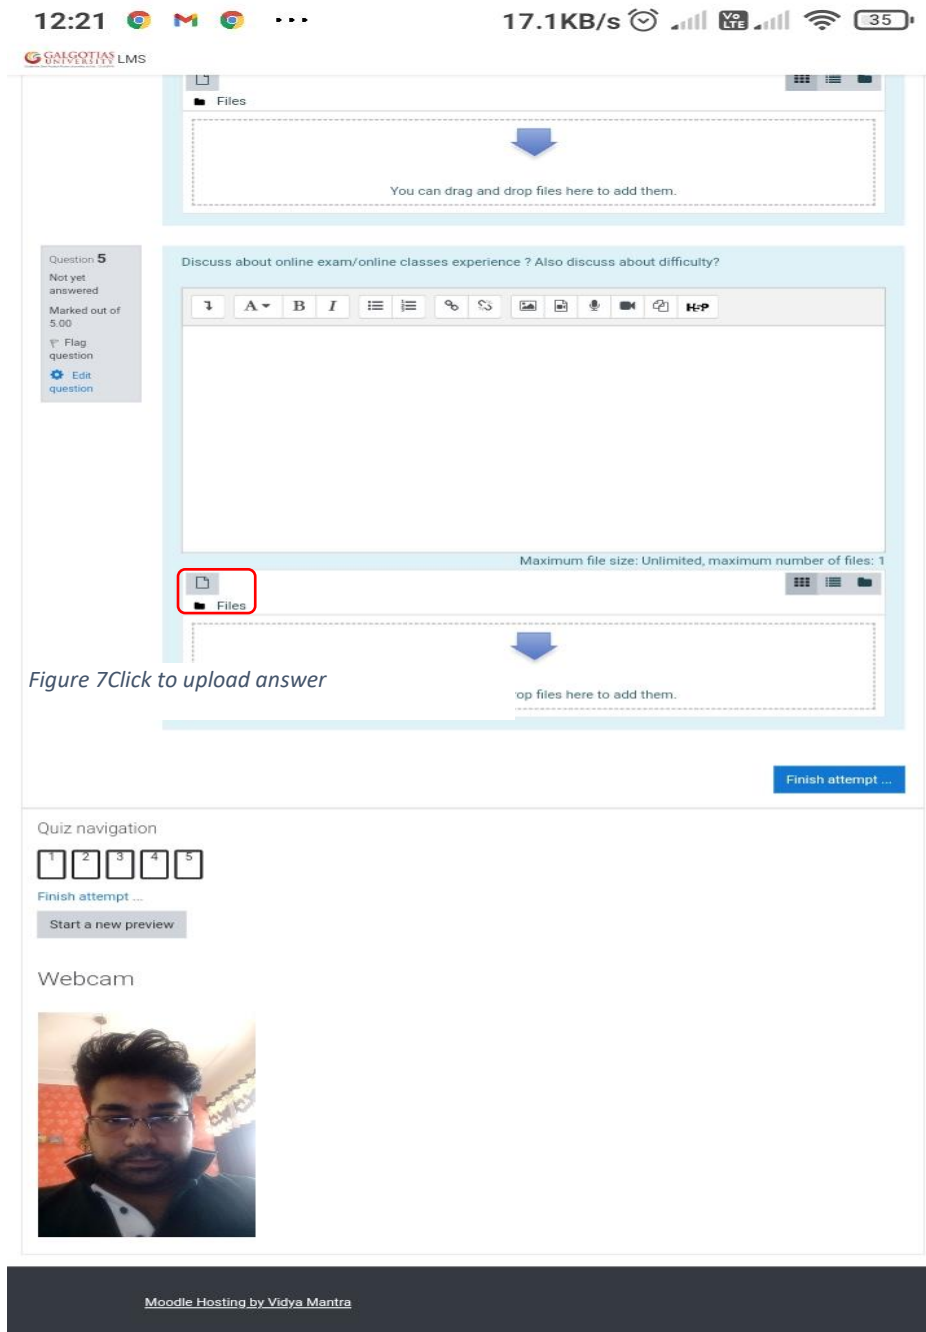 12:21 ... 17.1KB/s Vo LTE 35
GALGOTIAS UNIVERSITY LMS
Files
You can drag and drop files here to add them.
Question 5
Not yet
answered
Marked out of
5.00
Flag
question
Edit
question
Discuss about online exam/online classes experience ? Also discuss about difficulty?
A B I H-P
Maximum file size: Unlimited, maximum number of files: 1
Files
Figure 7Click to upload answer
op files here to add them.
Finish attempt ...
Quiz navigation
1 2 3 4 5
Finish attempt ...
Start a new preview
Webcam
Moodle Hosting by Vidya Mantra